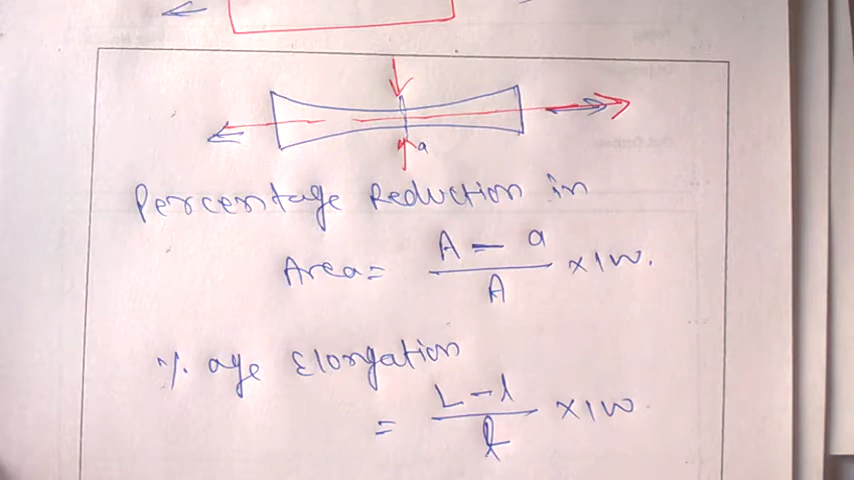 a
Percentage Reduction in
Area = A - a / A × 100.
% age Elongation
= L - l / l × 100